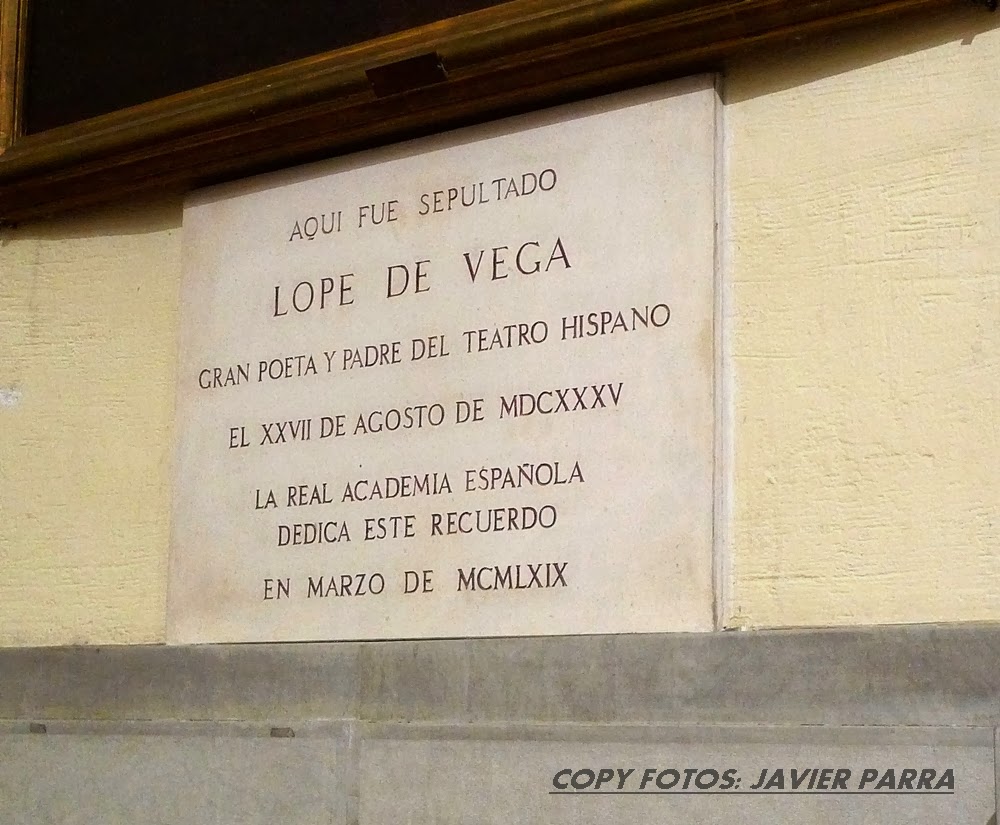 AQUI FUE SEPULTADO
LOPE DE VEGA
GRAN POETA Y PADRE DEL TEATRO HISPANO
EL XXVII DE AGOSTO DE MDCXXXV
LA REAL ACADEMIA ESPAÑOLA
DEDICA ESTE RECUERDO
EN MARZO DE MCMLXIX
COPY FOTOS: JAVIER PARRA